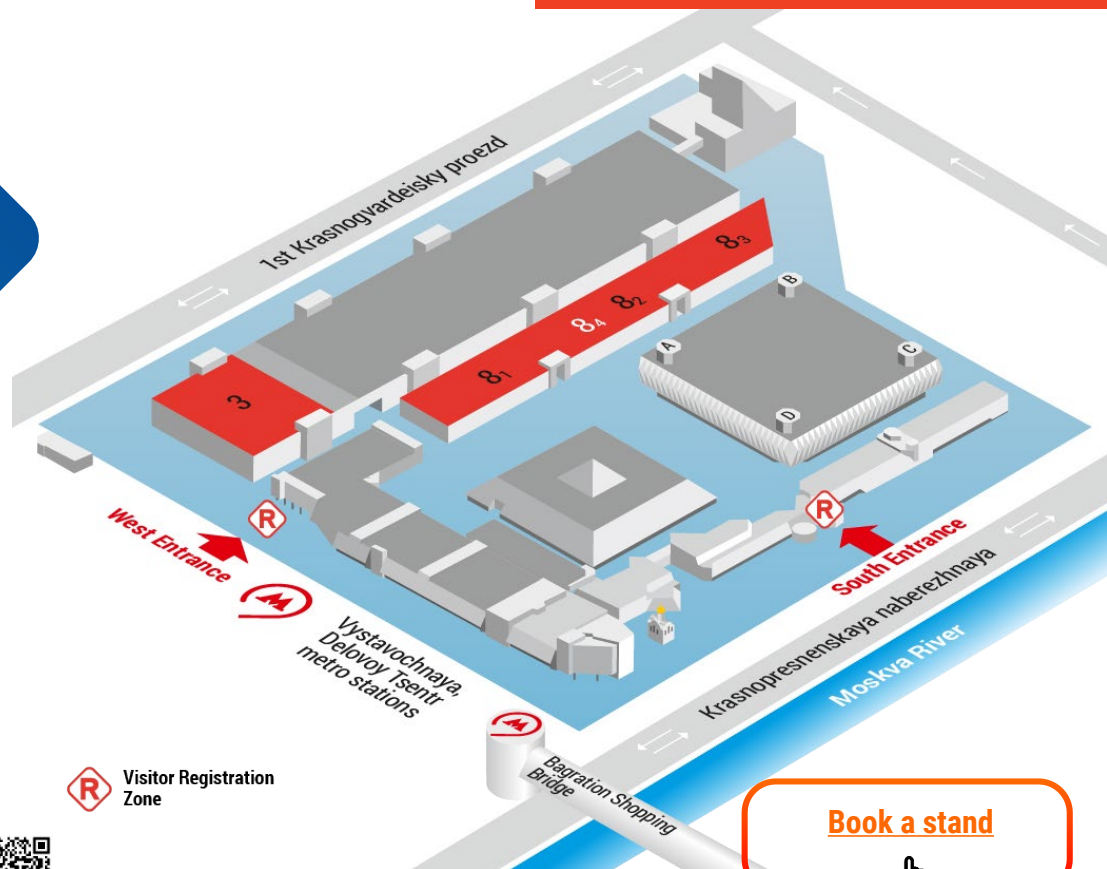 1st Krasnogvardeisky proezd
8₃
8₂
8₄
8₁
3
B
A
C
D
R
West Entrance
R
South Entrance
M
Vystavochnaya,
Delovoy Tsentr
metro stations
Krasnopresnenskaya naberezhnaya
Moskva River
M
Bagration Shopping
Bridge
R
Visitor Registration
Zone
Book a stand